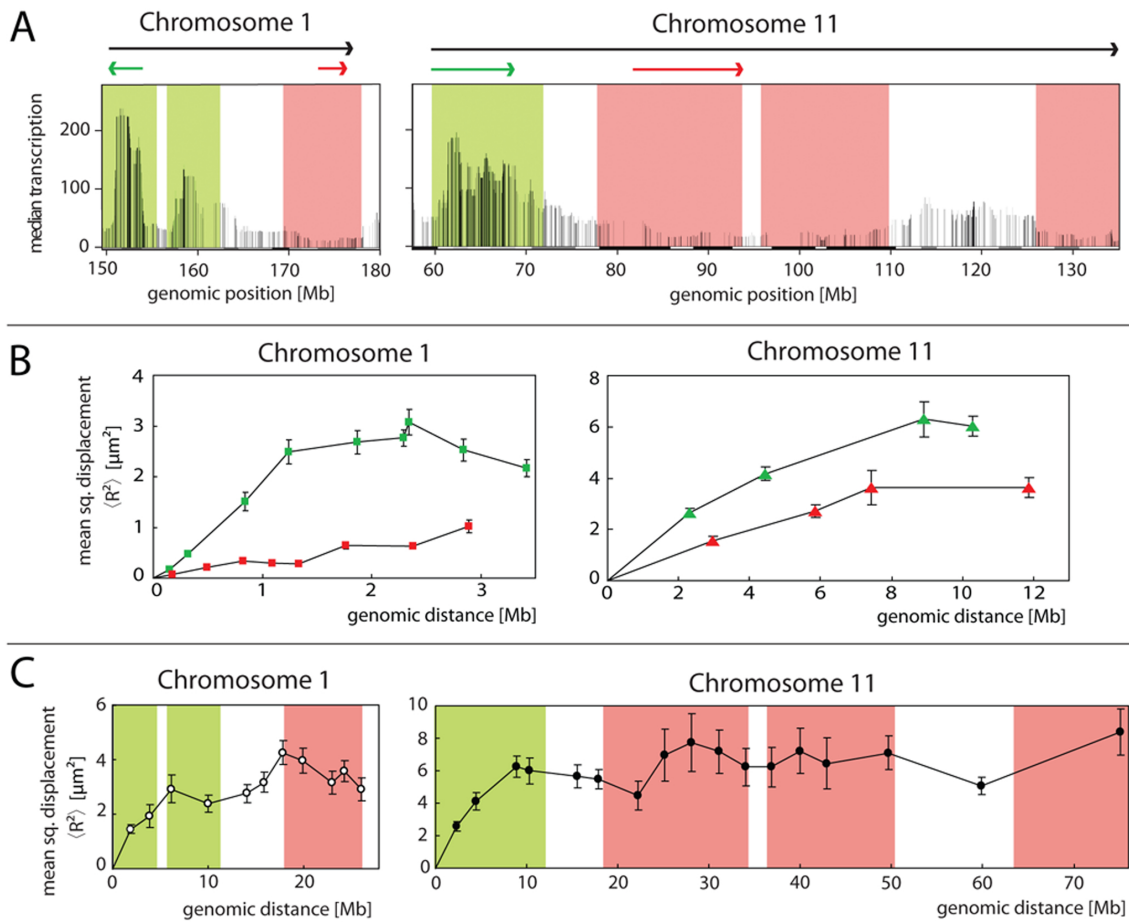 A
Chromosome 1
Chromosome 11
median transcription
200
100
0
150
160
170
180
genomic position [Mb]
60
70
80
90
100
110
120
130
genomic position [Mb]
B
Chromosome 1
Chromosome 11
mean sq. displacement
⟨R²⟩ [µm²]
4
3
2
1
0
1
2
3
genomic distance [Mb]
8
6
4
2
0
0
2
4
6
8
10
12
genomic distance [Mb]
C
Chromosome 1
Chromosome 11
mean sq. displacement
⟨R²⟩ [µm²]
6
4
2
0
0
10
20
genomic distance [Mb]
10
8
6
4
2
0
0
10
20
30
40
50
60
70
genomic distance [Mb]